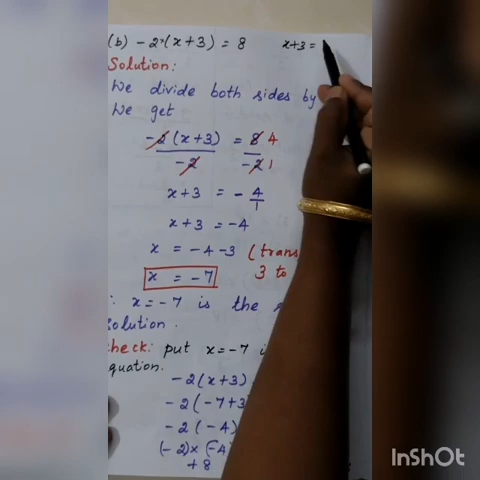 (b) -2×(x+3) = 8 x+3 =
Solution:
We divide both sides by
We get
-2(x+3)/-2 = 8/-2 4 1
x+3 = -4/1
x+3 = -4
x = -4-3 (trans
x = -7 3 to
∴ x=-7 is the
Solution.
Check: put x=-7
equation.
-2(x+3)
-2(-7+3
-2(-4)
(-2)×(-4
+8
InShOt